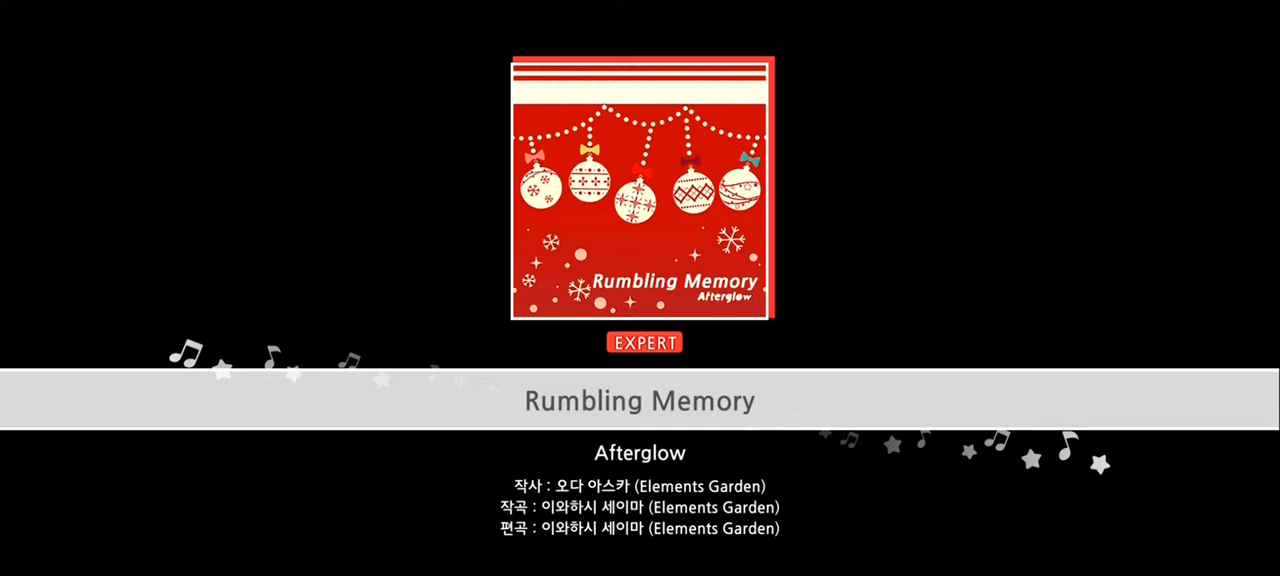 Rumbling Memory
Afterglow
EXPERT
Rumbling Memory
Afterglow
작사 : 오다 아스카 (Elements Garden)
작곡 : 이와하시 세이마 (Elements Garden)
편곡 : 이와하시 세이마 (Elements Garden)